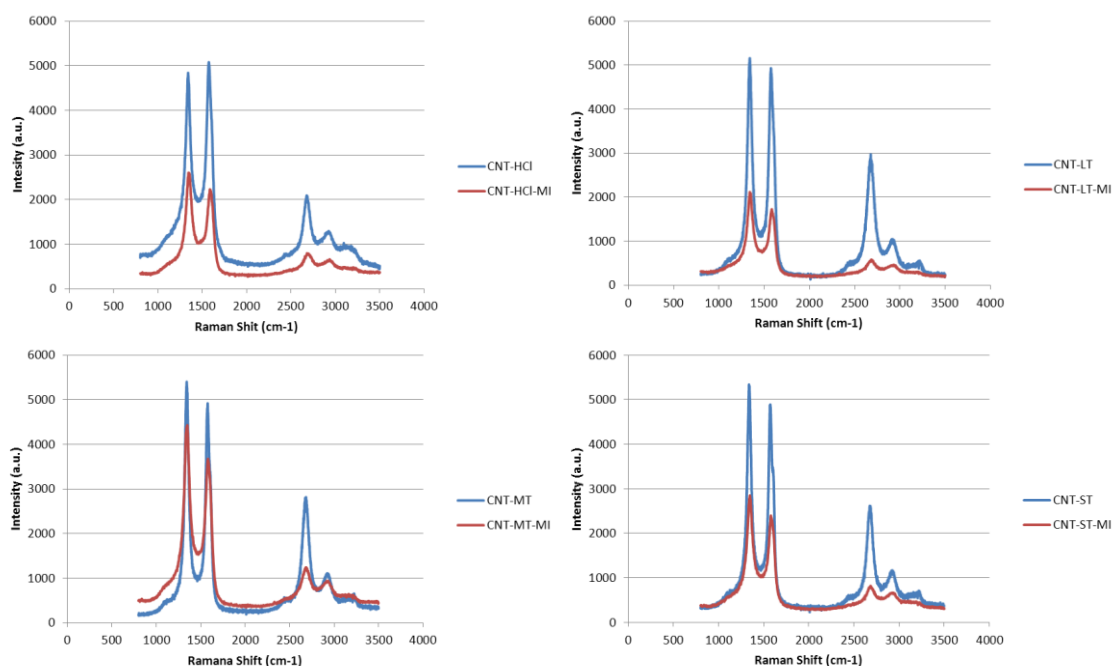 6000
5000
4000
3000
2000
1000
0
0 500 1000 1500 2000 2500 3000 3500 4000
Intesity (a.u.)
Raman Shit (cm-1)
CNT-HCl
CNT-HCl-MI
6000
5000
4000
3000
2000
1000
0
0 500 1000 1500 2000 2500 3000 3500 4000
Intensity (a.u.)
Raman Shift (cm-1)
CNT-LT
CNT-LT-MI
6000
5000
4000
3000
2000
1000
0
0 500 1000 1500 2000 2500 3000 3500 4000
Intensity (a.u.)
Ramana Shift (cm-1)
CNT-MT
CNT-MT-MI
6000
5000
4000
3000
2000
1000
0
0 500 1000 1500 2000 2500 3000 3500 4000
Intensity (a.u.)
Raman Shift (cm-1)
CNT-ST
CNT-ST-MI